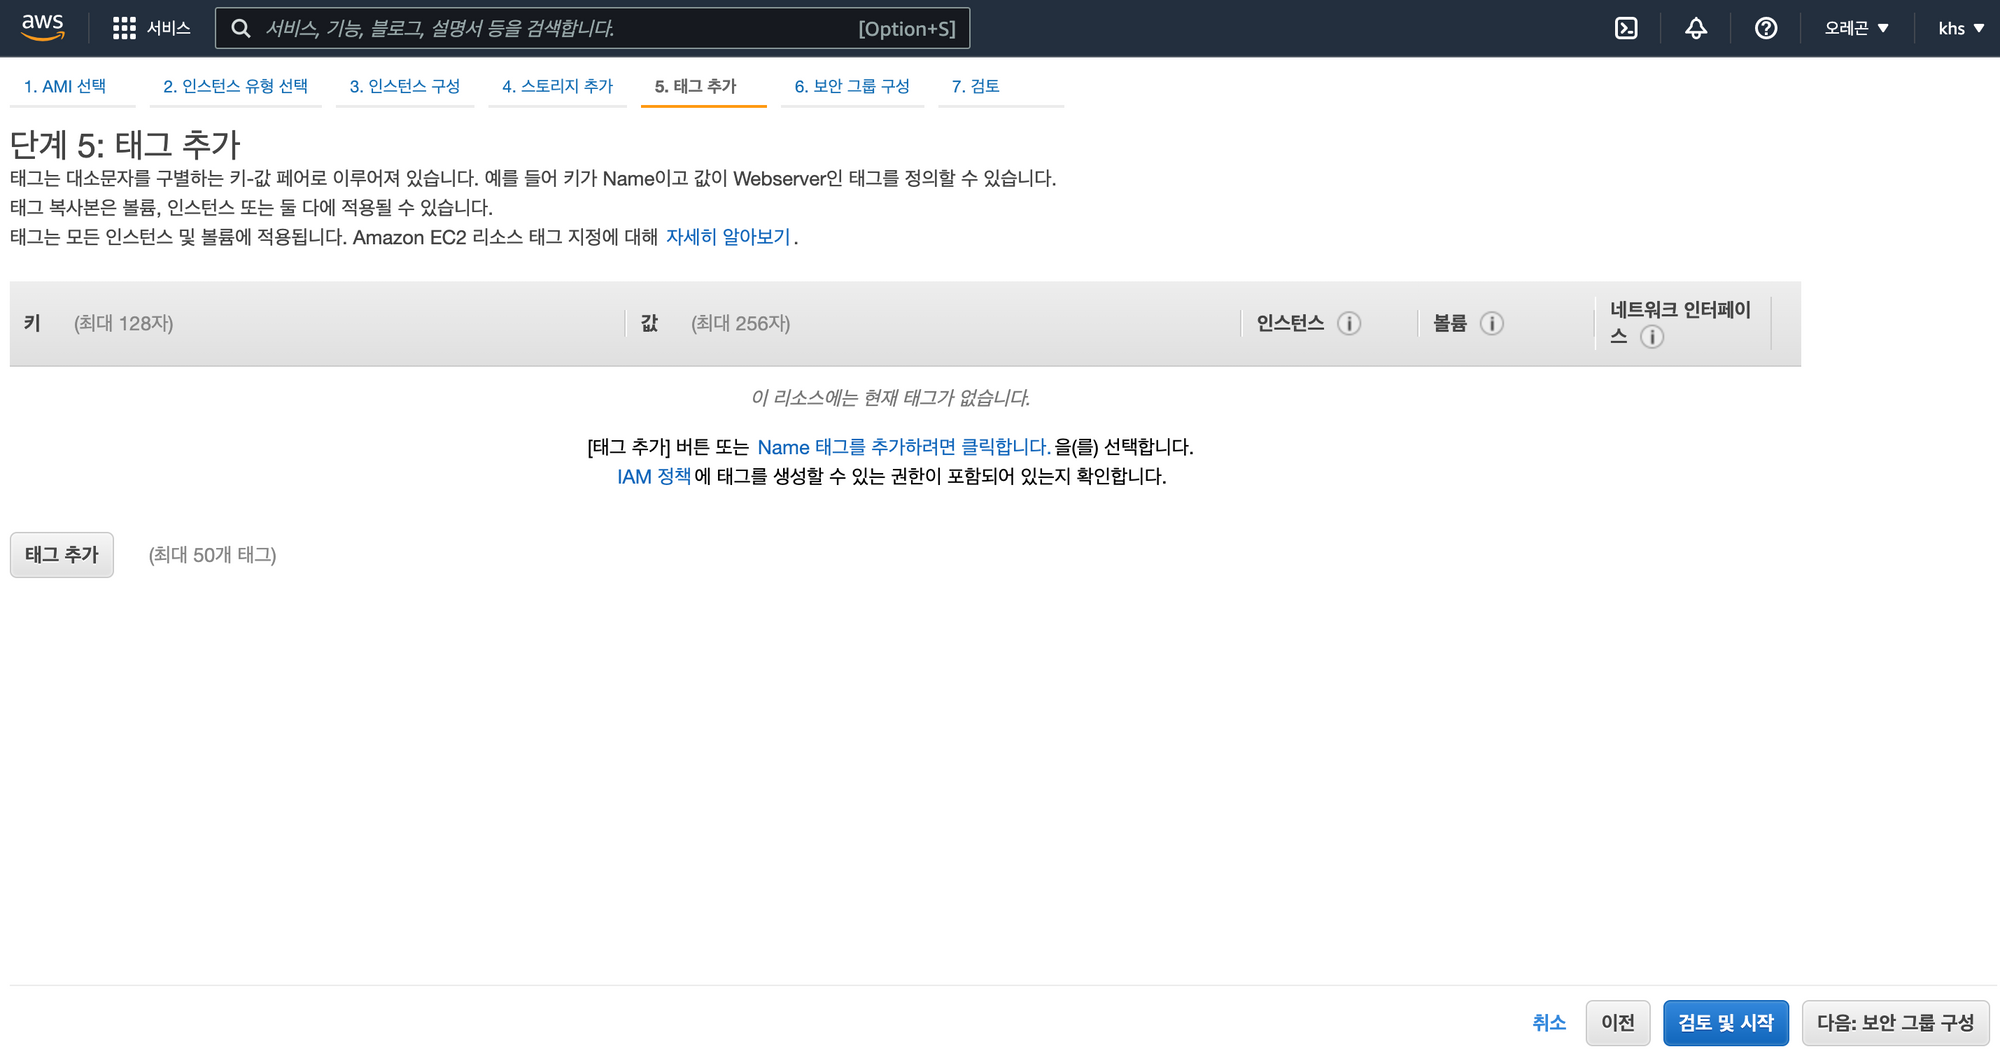 aws 서비스 서비스, 기능, 블로그, 설명서 등을 검색합니다. [Option+S] 오레곤 ▼ khs ▼
1. AMI 선택 2. 인스턴스 유형 선택 3. 인스턴스 구성 4. 스토리지 추가 5. 태그 추가 6. 보안 그룹 구성 7. 검토
단계 5: 태그 추가
태그는 대소문자를 구별하는 키-값 페어로 이루어져 있습니다. 예를 들어 키가 Name이고 값이 Webserver인 태그를 정의할 수 있습니다.
태그 복사본은 볼륨, 인스턴스 또는 둘 다에 적용될 수 있습니다.
태그는 모든 인스턴스 및 볼륨에 적용됩니다. Amazon EC2 리소스 태그 지정에 대해 자세히 알아보기.
키 (최대 128자) 값 (최대 256자) 인스턴스 i 볼륨 i 네트워크 인터페이
스 i
이 리소스에는 현재 태그가 없습니다.
[태그 추가] 버튼 또는 Name 태그를 추가하려면 클릭합니다.을(를) 선택합니다.
IAM 정책에 태그를 생성할 수 있는 권한이 포함되어 있는지 확인합니다.
태그 추가 (최대 50개 태그)
취소 이전 검토 및 시작 다음: 보안 그룹 구성